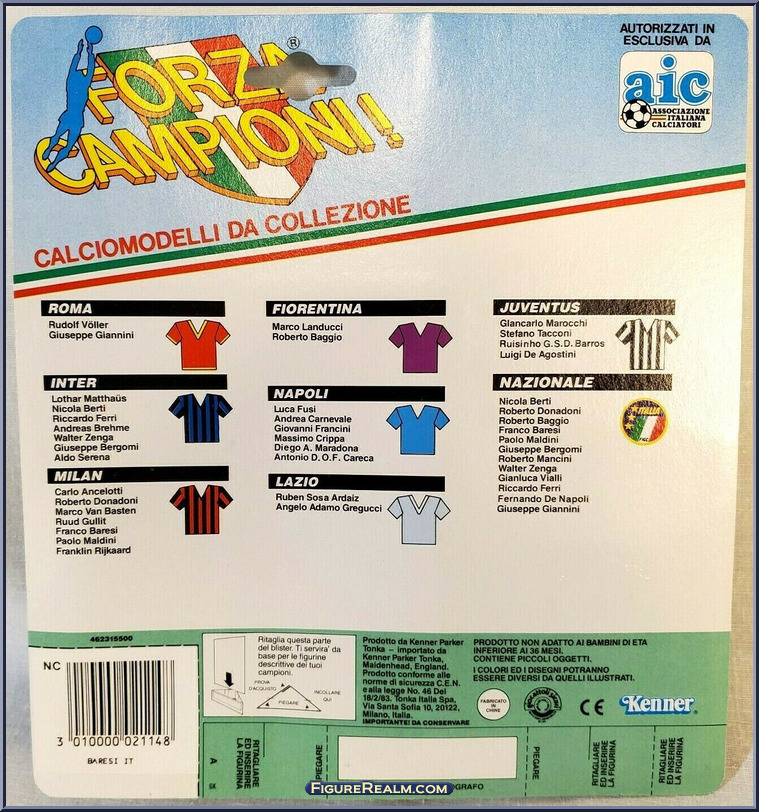 FORZA
CAMPIONI!
®
CALCIOMODELLI DA COLLEZIONE
AUTORIZZATI IN
ESCLUSIVA DA
aic
ASSOCIAZIONE
ITALIANA
CALCIATORI
ROMA
Rudolf Völler
Giuseppe Giannini
INTER
Lothar Matthaüs
Nicola Berti
Riccardo Ferri
Andreas Brehme
Walter Zenga
Giuseppe Bergomi
Aldo Serena
MILAN
Carlo Ancelotti
Roberto Donadoni
Marco Van Basten
Ruud Gullit
Franco Baresi
Paolo Maldini
Franklin Rijkaard
FIORENTINA
Marco Landucci
Roberto Baggio
NAPOLI
Luca Fusi
Andrea Carnevale
Giovanni Francini
Massimo Crippa
Diego A. Maradona
Antonio D.O.F. Careca
LAZIO
Ruben Sosa Ardaiz
Angelo Adamo Gregucci
JUVENTUS
Giancarlo Marocchi
Stefano Tacconi
Ruisinho G.S.D. Barros
Luigi De Agostini
NAZIONALE
Nicola Berti
Roberto Donadoni
Roberto Baggio
Franco Baresi
Paolo Maldini
Giuseppe Bergomi
Roberto Mancini
Walter Zenga
Gianluca Vialli
Riccardo Ferri
Fernando De Napoli
Giuseppe Giannini
ITALIA
462315500
NC
3 010000 021148
BARESI IT
Ritaglia questa parte
del blister. Ti servira' da
base per le figurine
descrittive dei tuoi
campioni.
PROVA
D'ACQUISTO
PIEGARE
INCOLLARE
QUI
Prodotto da Kenner Parker
Tonka – importato da
Kenner Parker Tonka,
Maidenhead, England.
Prodotto conforme alle
norme di sicurezza C.E.N.
e alla legge No. 46 Del
18/2/83. Tonka Italia Spa,
Via Santa Sofia 10, 20122,
Milano, Italia.
IMPORTANTE: DA CONSERVARE
PRODOTTO NON ADATTO AI BAMBINI DI ETA
INFERIORE AI 36 MESI.
CONTIENE PICCOLI OGGETTI.
I COLORI ED I DISEGNI POTRANNO
ESSERE DIVERSI DA QUELLI ILLUSTRATI.
FABRICATO
IN
CHINE
CE
Kenner
RITAGLIARE
ED INSERIRE
LA FIGURINA
A
PIEGARE
OGRAFO
PIEGARE
RITAGLIARE
ED INSERIRE
LA FIGURINA
RITAGLIARE
ED INSERIRE
LA FIGURINA
FIGUREREALM.COM